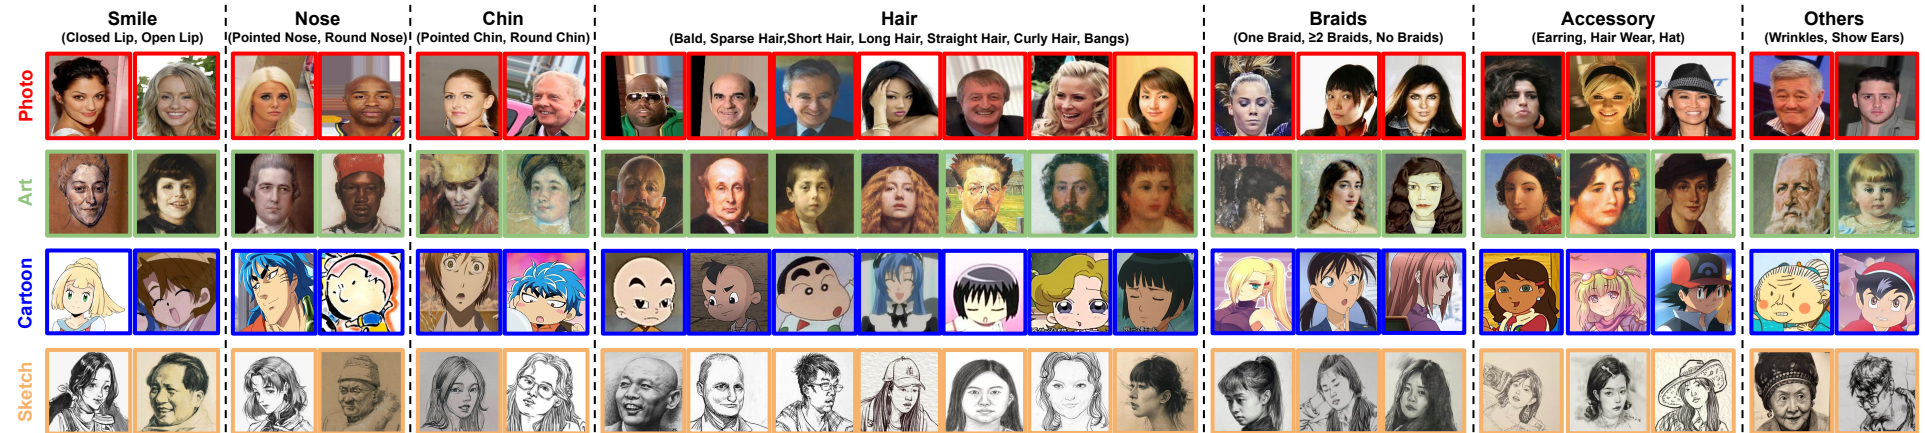 Smile
(Closed Lip, Open Lip)
Nose
(Pointed Nose, Round Nose)
Chin
(Pointed Chin, Round Chin)
Hair
(Bald, Sparse Hair,Short Hair, Long Hair, Straight Hair, Curly Hair, Bangs)
Braids
(One Braid, ≥2 Braids, No Braids)
Accessory
(Earring, Hair Wear, Hat)
Others
(Wrinkles, Show Ears)
Photo
Art
Cartoon
Sketch